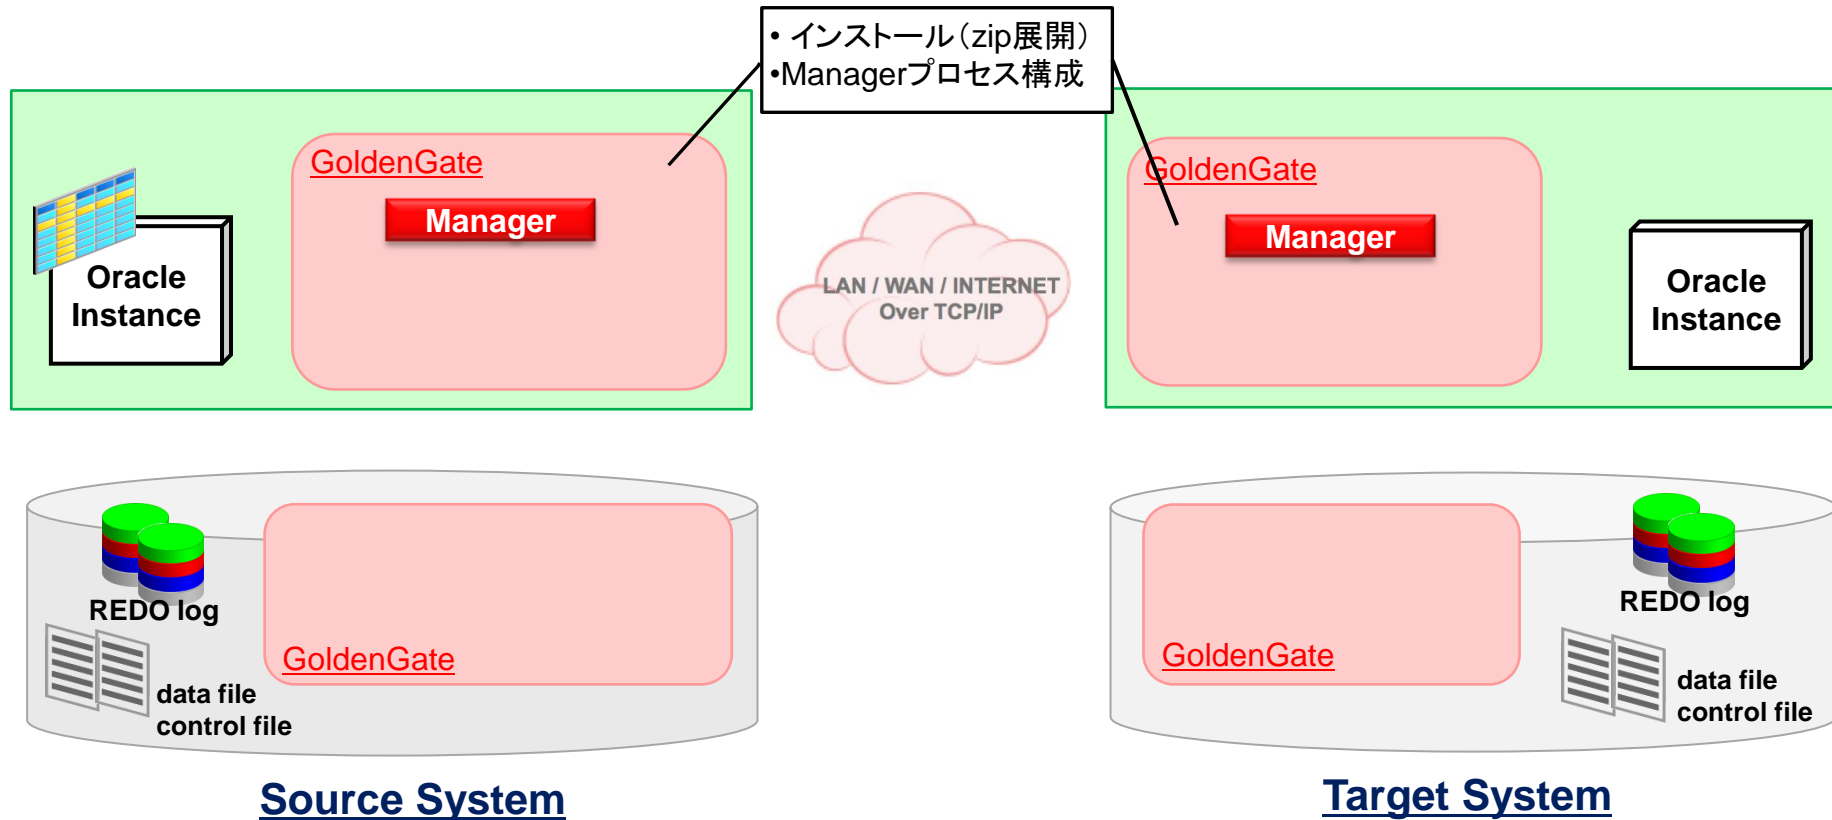 • インストール（zip展開）
•Managerプロセス構成
GoldenGate
Manager
Oracle
Instance
LAN / WAN / INTERNET
Over TCP/IP
GoldenGate
Manager
Oracle
Instance
REDO log
data file
control file
GoldenGate
GoldenGate
REDO log
data file
control file
Source System
Target System